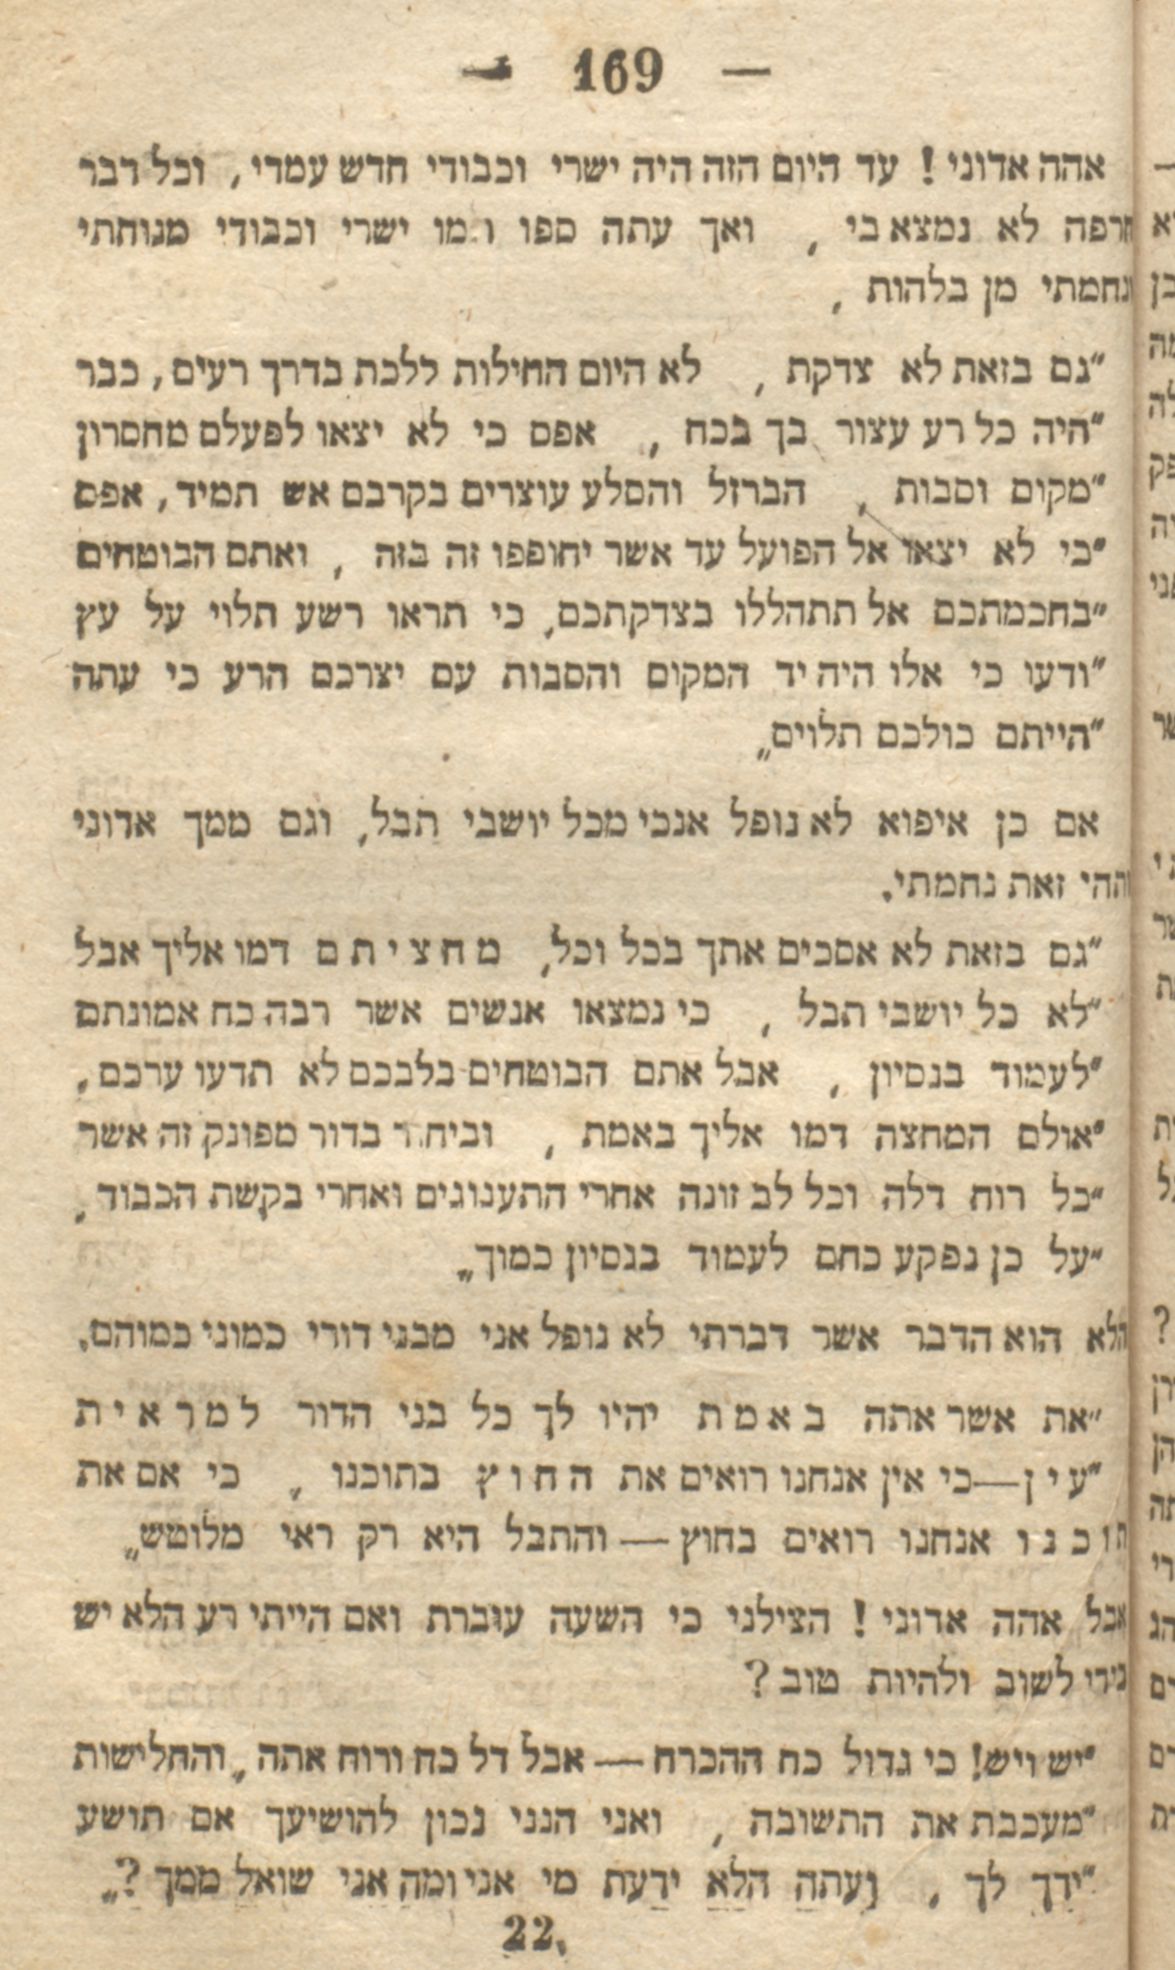 — 169 —
אהה אדוני! עד היום הזה היה ישרי וכבודי חדש עמדי, וכל דבר
חרפה לא נמצא בי, ואך עתה ספו ישרי וכבודי מנוחתי
ונחמתי מן בלהות,
״גם בזאת לא צדקת, לא היום החילות ללכת בדרך רעים, כבר
״היה כל רע עצור בך בכח, אפס כי לא יצאו לפעלם מחסרון
״מקום וסבות, הברזל והסלע עוצרים בקרבם אש תמיד, אפס
״כי לא יצאו אל הפועל עד אשר יחופפו זה בזה, ואתם הבוטחים
״בחכמתכם אל תתהללו בצדקתכם, כי תראו רשע תלוי על עץ
״ודעו כי אלו היה יד המקום והסבות עם יצרכם הרע כי עתה
״הייתם כולכם תלוים„
אם כן איפוא לא נופל אנכי מכל יושבי תבל, וגם ממך אדוני
ותהי זאת נחמתי.
״גם בזאת לא אסכים אתך בכל וכל, מחציתם דמו אליך אבל
״לא כל יושבי תבל, כי נמצאו אנשים אשר רבה כח אמונתם
״לעמוד בנסיון, אבל אתם הבוטחים בלבכם לא תדעו ערכם,
״אולם המחצה דמו אליך באמת, וביחוד בדור מפונק זה אשר
״כל רוח דלה וכל לב זונה אחרי התענוגים ואחרי בקשת הכבוד,
״על כן נפקע כחם לעמוד בנסיון כמוך„
הלא הוא הדבר אשר דברתי לא נופל אני מבני דורי כמוני כמוהם.
״את אשר אתה באמת יהיו לך כל בני הדור למראית
״עין—כי אין אנחנו רואים את החוץ בתוכנו, כי אם את
תוכנו אנחנו רואים בחוץ — והתבל היא רק ראי מלוטש„
אבל אהה אדוני! הצילני כי השעה עוברת ואם הייתי רע הלא יש
בידי לשוב ולהיות טוב?
״יש ויש! כי גדול כח ההכרח — אבל דל כח ורוח אתה, והחלישות
״מעכבת את התשובה, ואני הנני נכון להושיעך אם תושע
״ידך לך, ועתה הלא ידעת מי אני ומה אני שואל ממך?„
22.